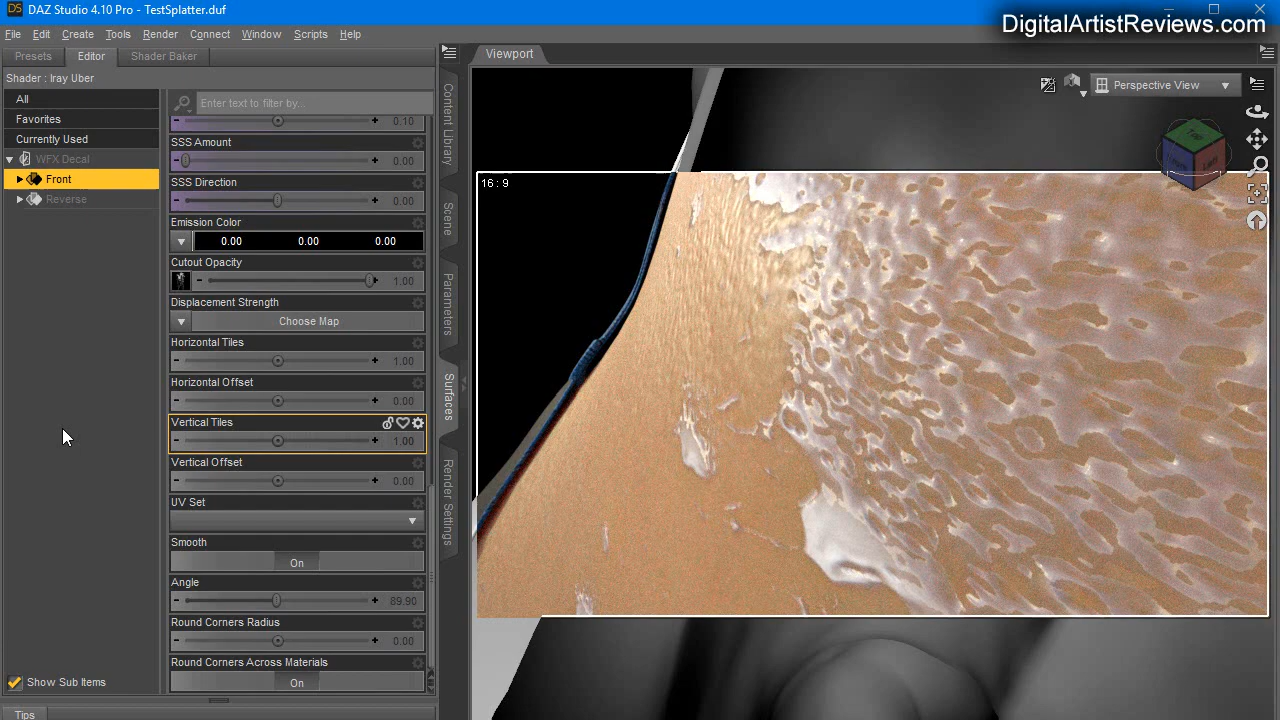 DS DAZ Studio 4.10 Pro - TestSplatter.duf
DigitalArtistReviews.com
File Edit Create Tools Render Connect Window Scripts Help
Presets Editor Shader Baker
Viewport
Shader : Iray Uber
All
Favorites
Currently Used
WFX Decal
Front
Reverse
Show Sub Items
Tips
Enter text to filter by...
- + 0.10
SSS Amount
- + 0.00
SSS Direction
- + 0.00
Emission Color
0.00 0.00 0.00
Cutout Opacity
- + 1.00
Displacement Strength
Choose Map
Horizontal Tiles
- + 1.00
Horizontal Offset
- + 0.00
Vertical Tiles
- + 1.00
Vertical Offset
- + 0.00
UV Set
Smooth
On
Angle
- + 89.90
Round Corners Radius
- + 0.00
Round Corners Across Materials
On
Content Library
Scene
Parameters
Surfaces
Render Settings
Perspective View
16 : 9
Top
Left